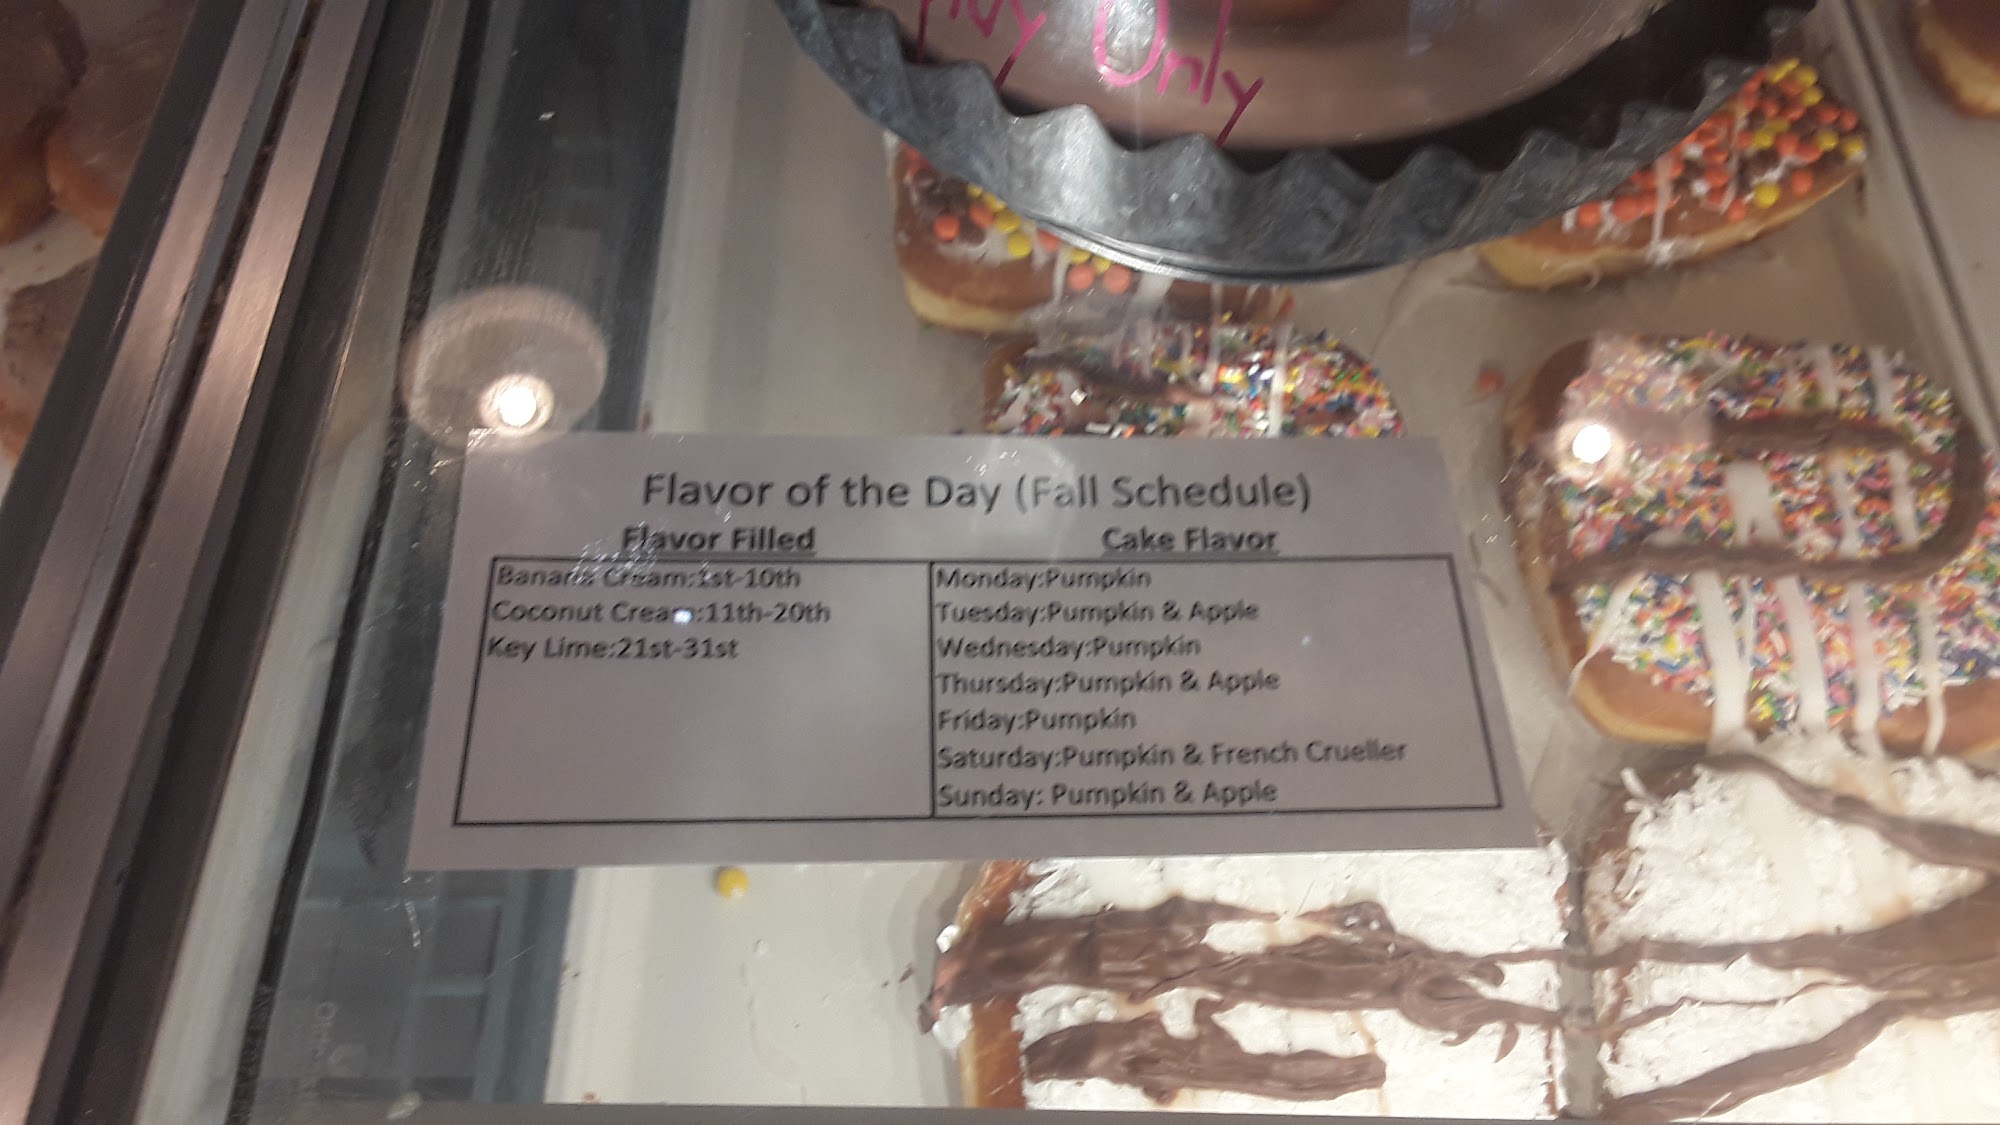 Only
Flavor of the Day (Fall Schedule)
Flavor Filled
Banana Cream:1st-10th
Coconut Cream:11th-20th
Key Lime:21st-31st
Cake Flavor
Monday:Pumpkin
Tuesday:Pumpkin & Apple
Wednesday:Pumpkin
Thursday:Pumpkin & Apple
Friday:Pumpkin
Saturday:Pumpkin & French Crueller
Sunday: Pumpkin & Apple